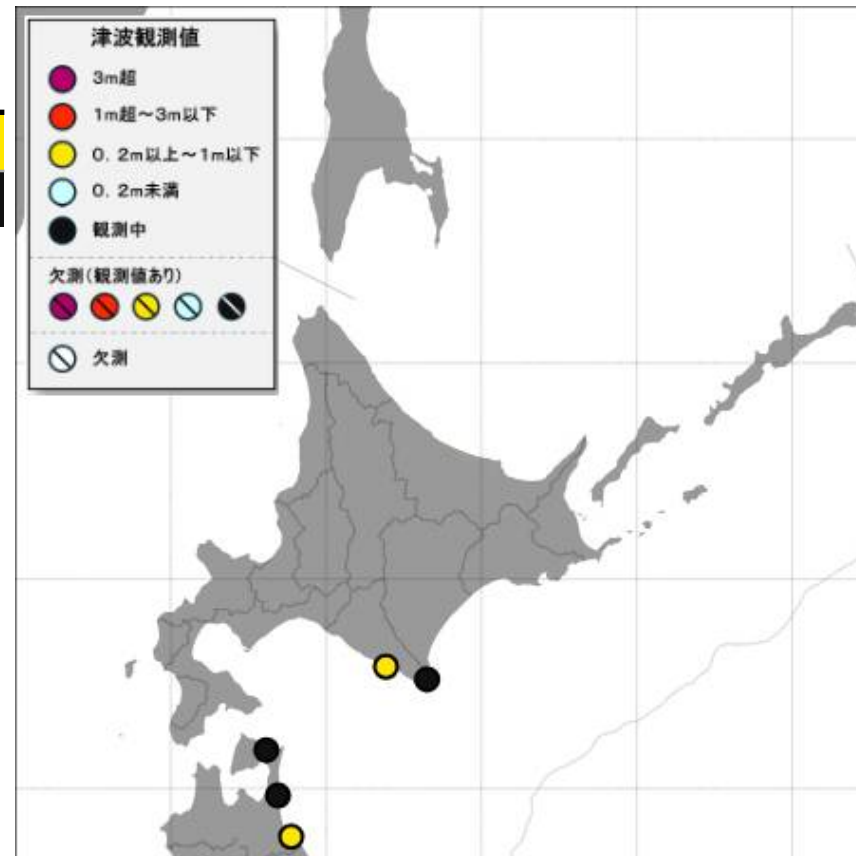 津波観測値
3m超
1m超～3m以下
0．2m以上～1m以下
0．2m未満
観測中
欠測（観測値あり）
欠測